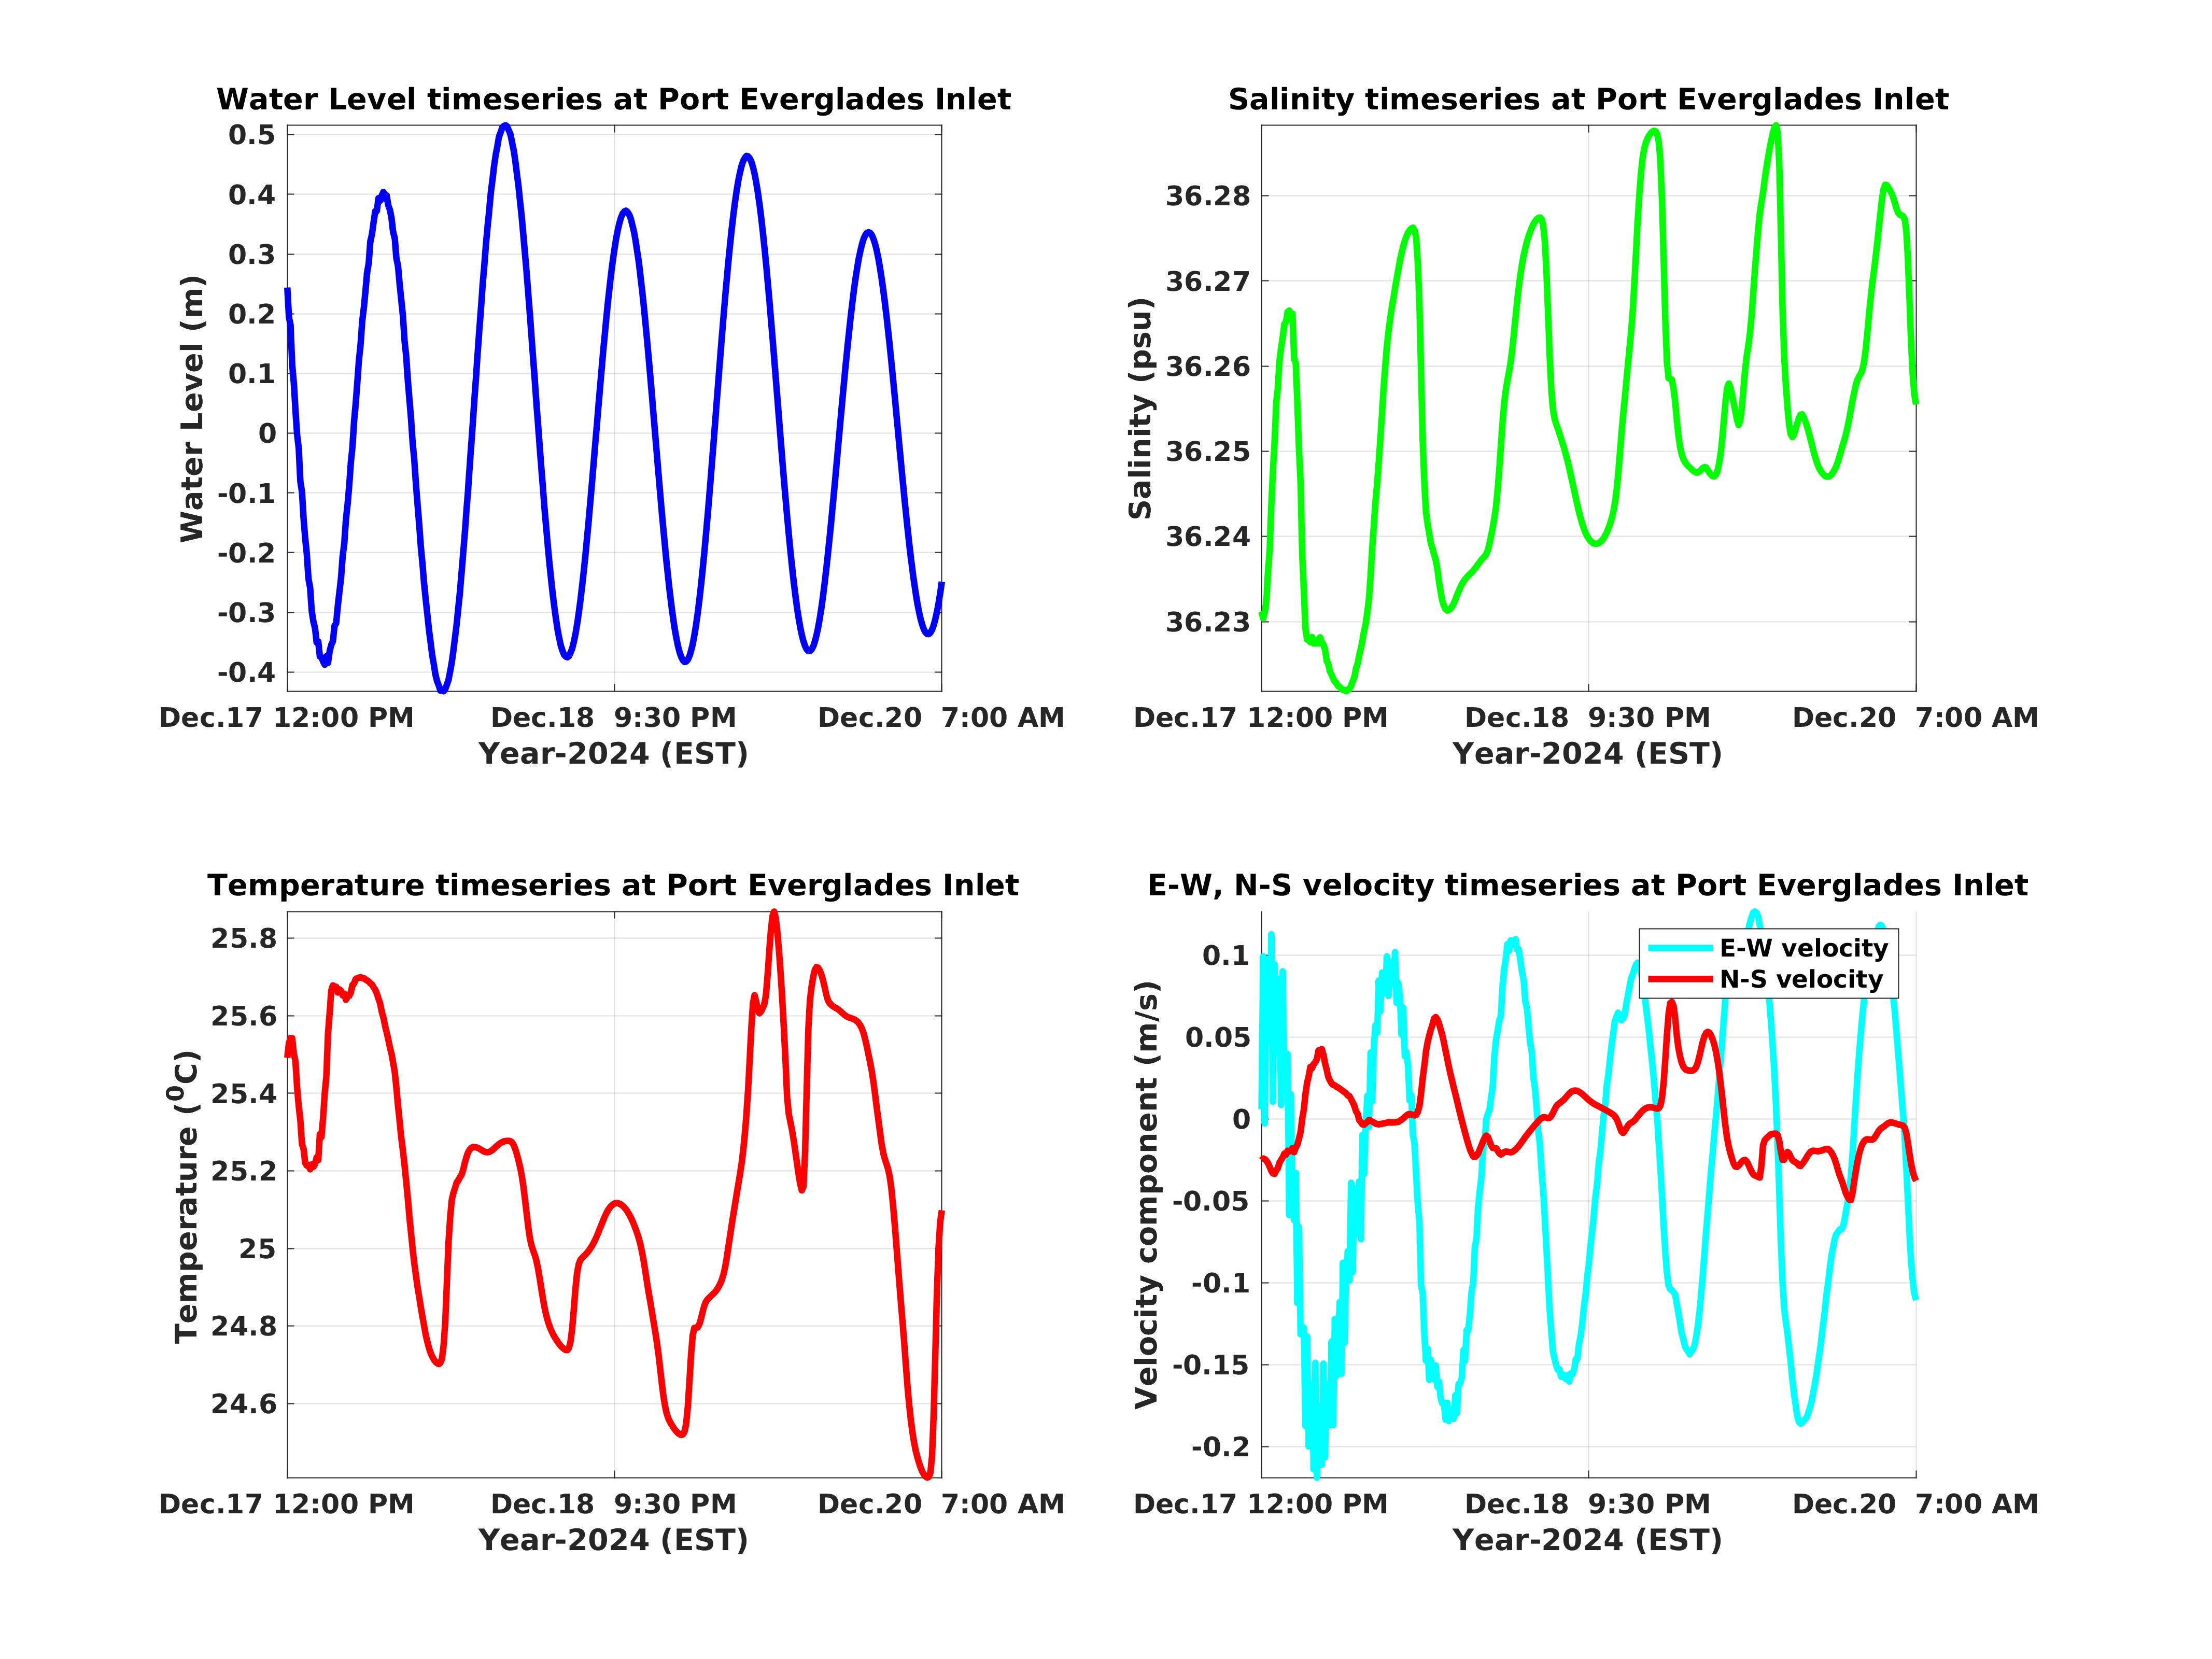 Water Level timeseries at Port Everglades Inlet
0.5
0.4
0.3
0.2
0.1
0
-0.1
-0.2
-0.3
-0.4
Water Level (m)
Dec.17 12:00 PM
Dec.18 9:30 PM
Dec.20 7:00 AM
Year-2024 (EST)
Salinity timeseries at Port Everglades Inlet
36.28
36.27
36.26
36.25
36.24
36.23
Salinity (psu)
Dec.17 12:00 PM
Dec.18 9:30 PM
Dec.20 7:00 AM
Year-2024 (EST)
Temperature timeseries at Port Everglades Inlet
25.8
25.6
25.4
25.2
25
24.8
24.6
Temperature (⁰C)
Dec.17 12:00 PM
Dec.18 9:30 PM
Dec.20 7:00 AM
Year-2024 (EST)
E-W, N-S velocity timeseries at Port Everglades Inlet
E-W velocity
N-S velocity
0.1
0.05
0
-0.05
-0.1
-0.15
-0.2
Velocity component (m/s)
Dec.17 12:00 PM
Dec.18 9:30 PM
Dec.20 7:00 AM
Year-2024 (EST)